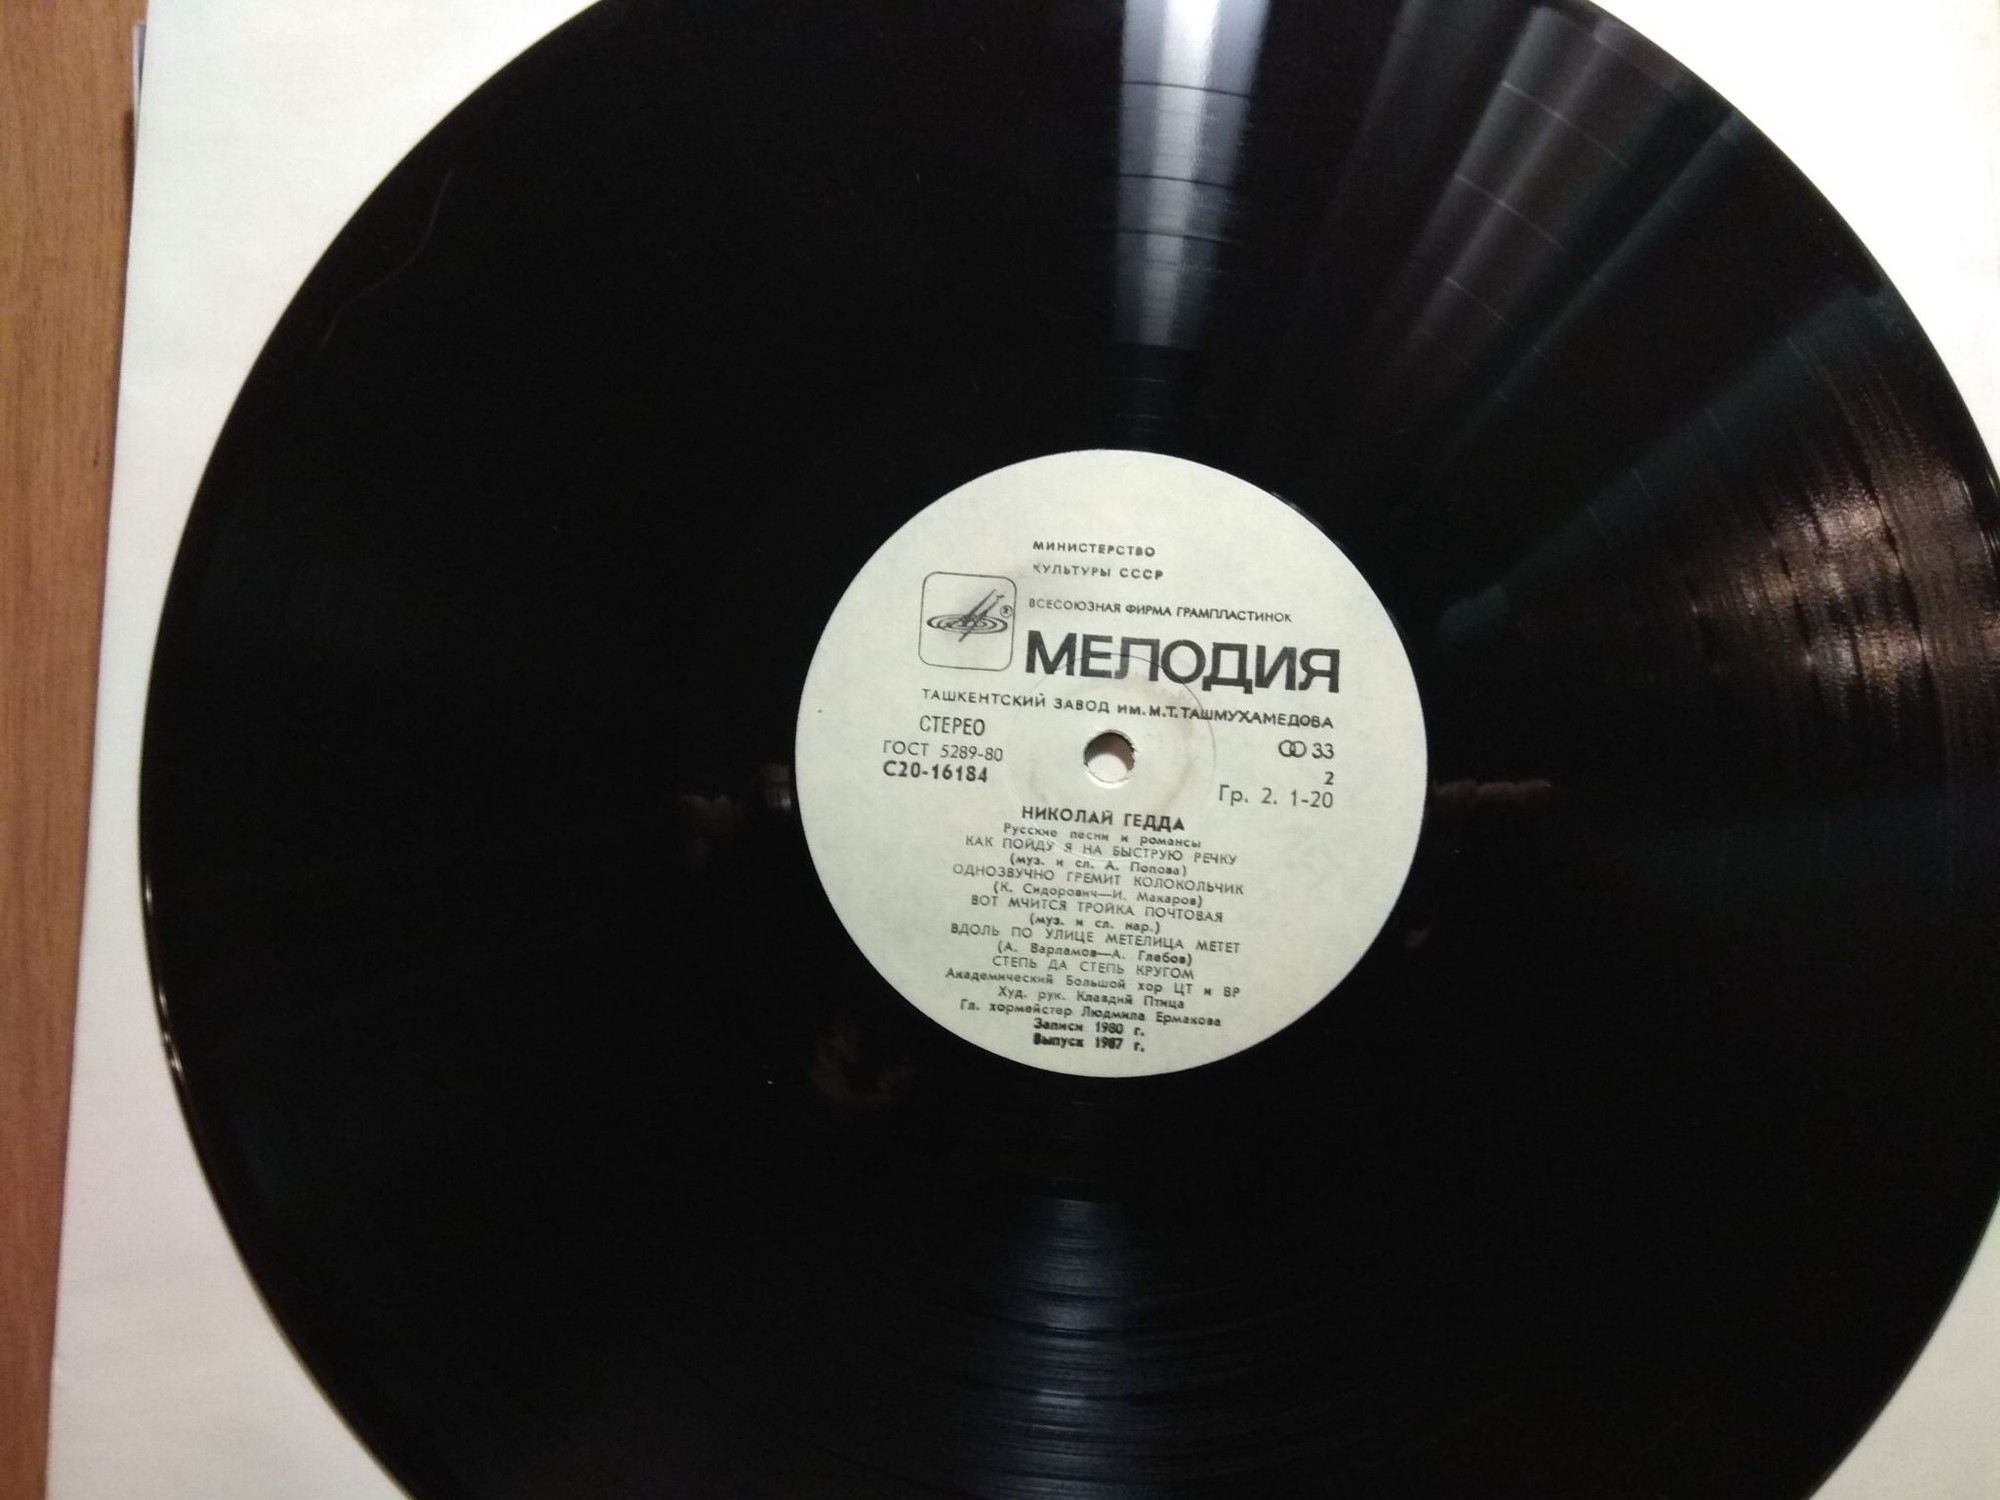 МИНИСТЕРСТВО
КУЛЬТУРЫ СССР
ВСЕСОЮЗНАЯ ФИРМА ГРАМПЛАСТИНОК
МЕЛОДИЯ
ТАШКЕНТСКИЙ ЗАВОД им. М.Т. ТАШМУХАМЕДОВА
СТЕРЕО
ГОСТ 5289-80
С20-16184
33
2
Гр. 2. 1-20
НИКОЛАЙ ГЕДДА
Русские песни и романсы
КАК ПОЙДУ Я НА БЫСТРУЮ РЕЧКУ
(муз. и сл. А. Попова)
ОДНОЗВУЧНО ГРЕМИТ КОЛОКОЛЬЧИК
(К. Сидорович—И. Макаров)
ВОТ МЧИТСЯ ТРОЙКА ПОЧТОВАЯ
(муз. и сл. нар.)
ВДОЛЬ ПО УЛИЦЕ МЕТЕЛИЦА МЕТЕТ
(А. Варламов—А. Глебов)
СТЕПЬ ДА СТЕПЬ КРУГОМ
Академический Большой хор ЦТ и ВР
Худ. рук. Клавдий Птица
Гл. хормейстер Людмила Ермакова
Записи 1980 г.
Выпуск 1987 г.